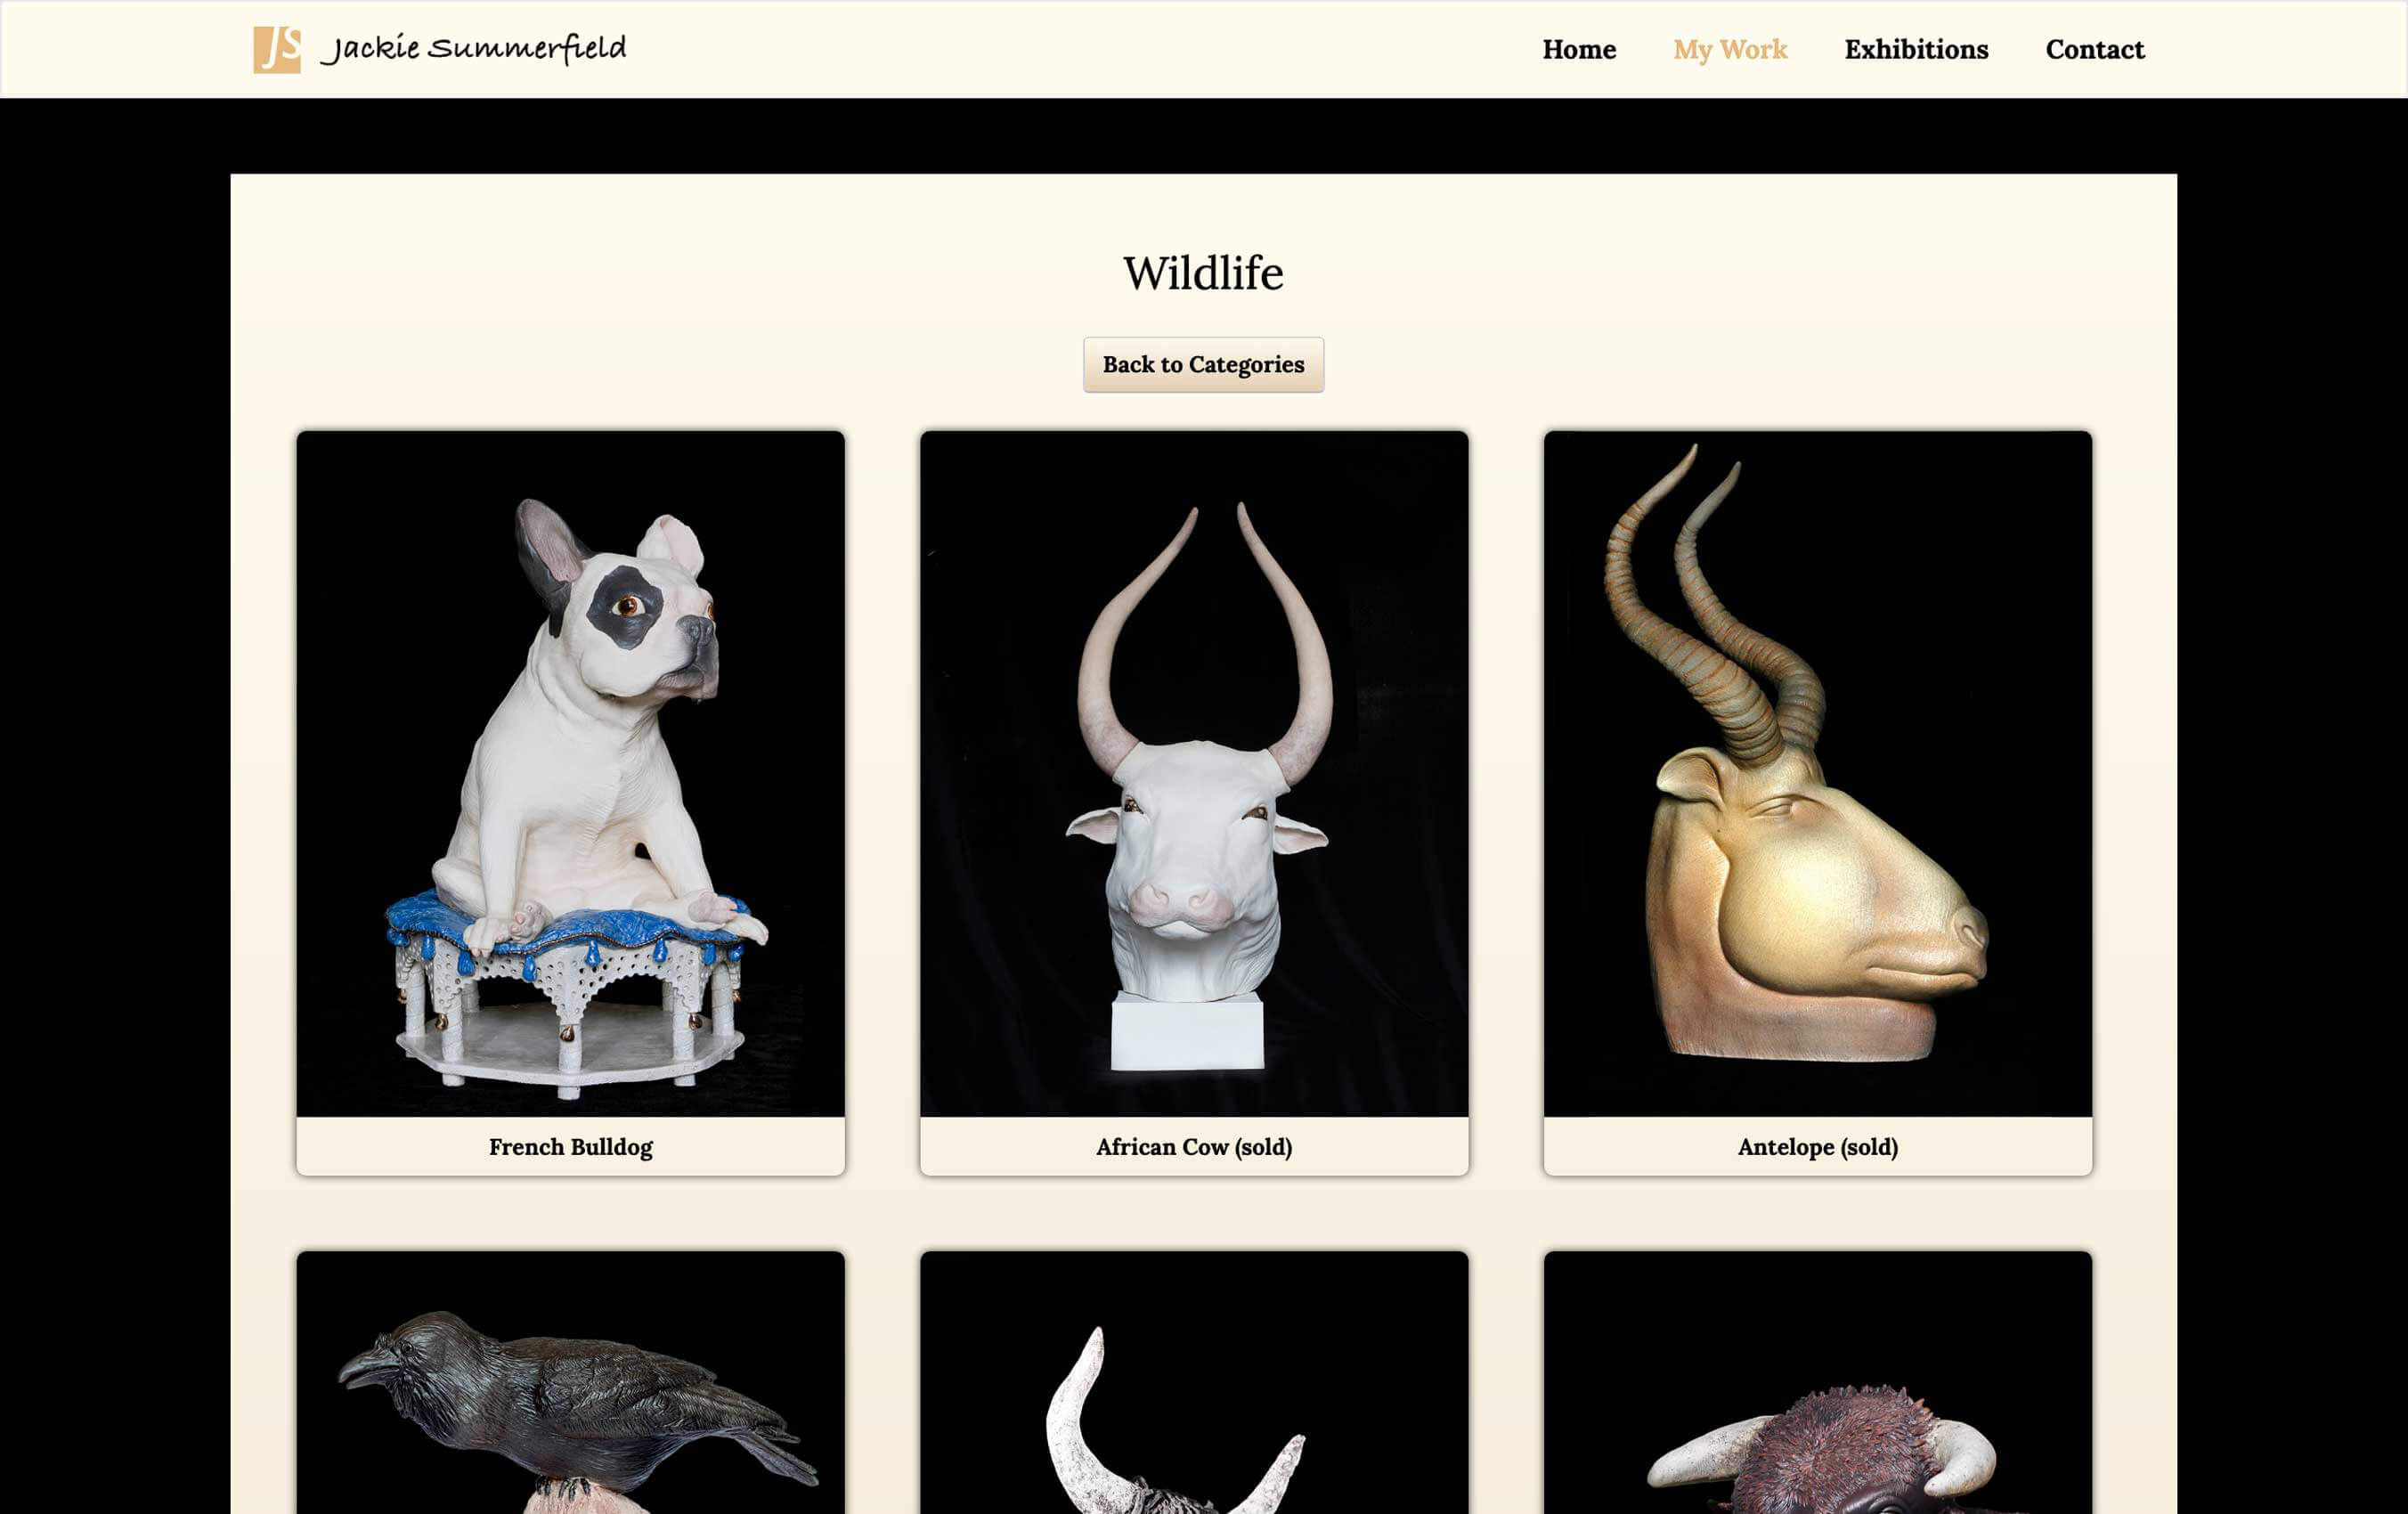 JS Jackie Summerfield
Home My Work Exhibitions Contact
Wildlife
Back to Categories
French Bulldog
African Cow (sold)
Antelope (sold)